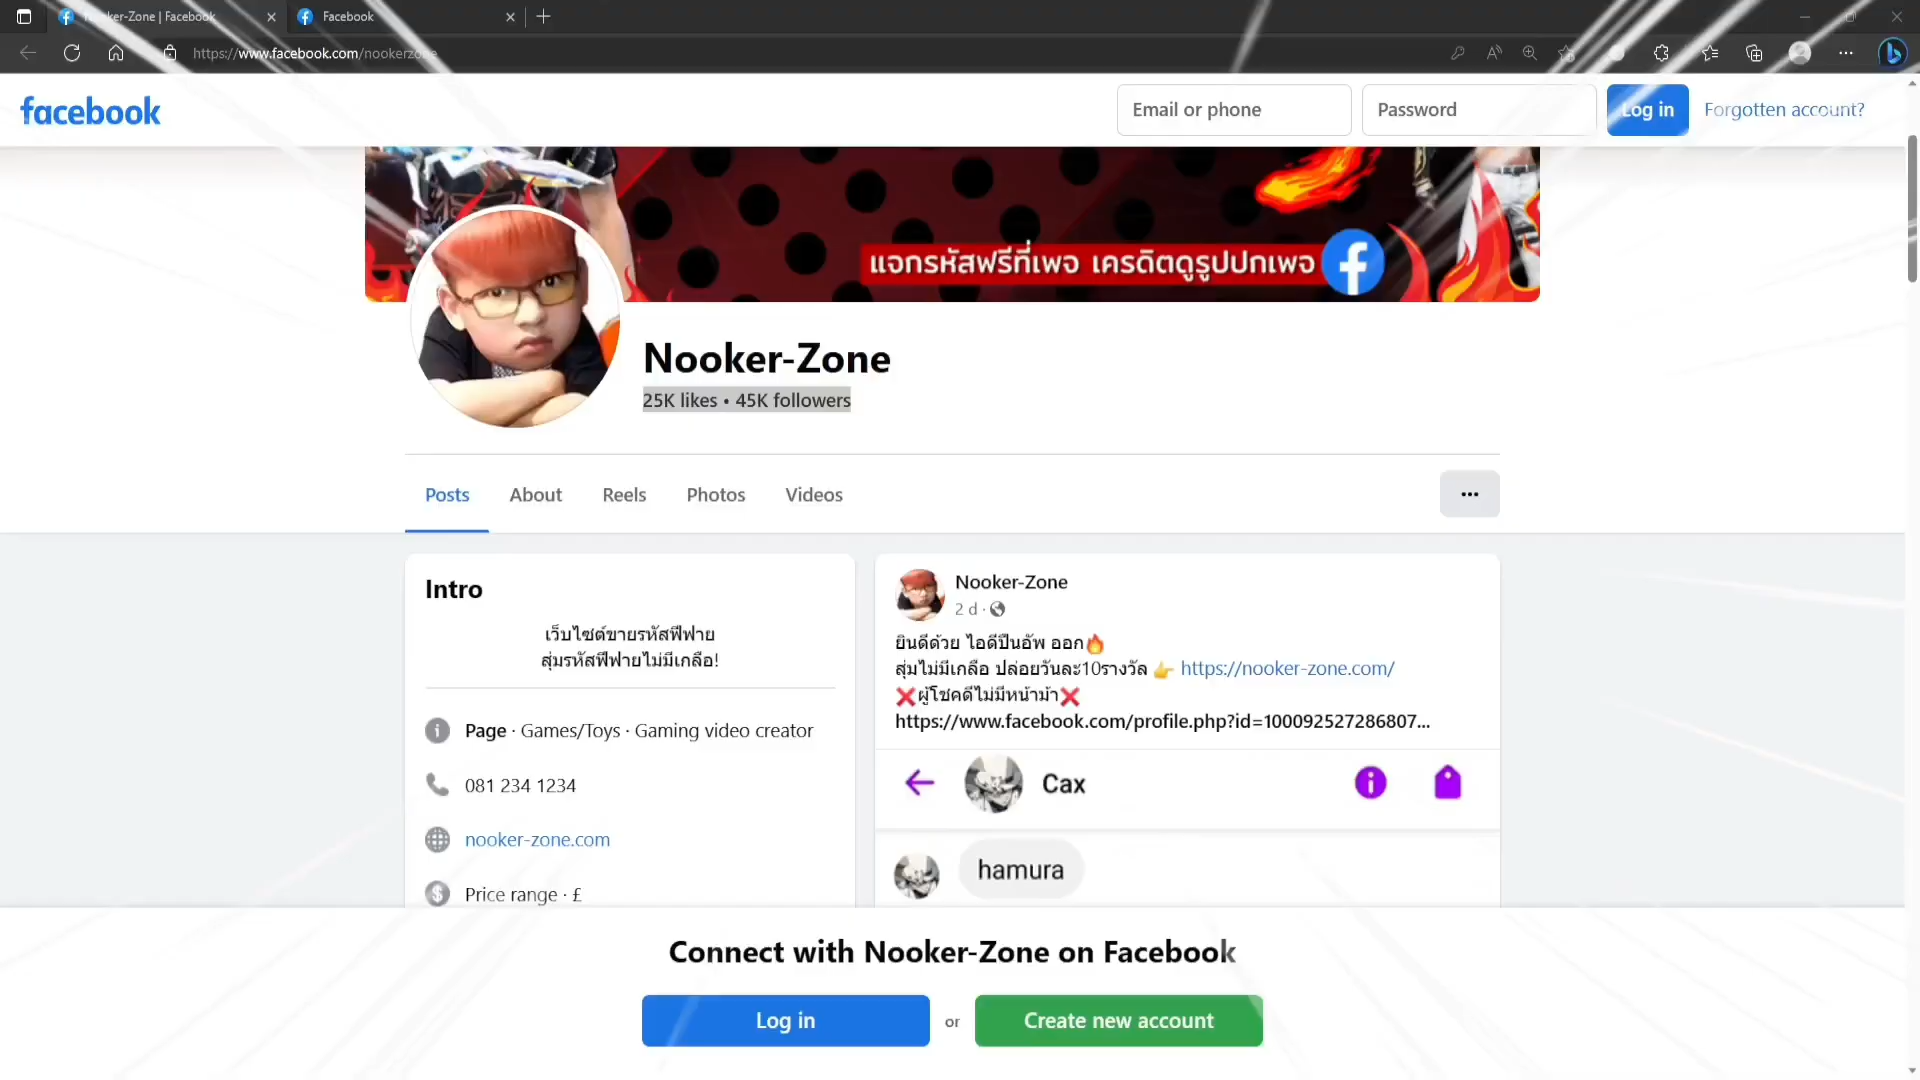 Nooker-Zone | Facebook
Facebook
https://www.facebook.com/nookerzone
facebook
Email or phone
Password
Log in
Forgotten account?
แจกรหัสฟรีที่เพจ เครดิตดูรูปปกเพจ
Nooker-Zone
25K likes • 45K followers
Posts
About
Reels
Photos
Videos
Intro
เว็บไซต์ขายรหัสฟีฟาย
สุ่มรหัสฟีฟายไม่มีเกลือ!
Page · Games/Toys · Gaming video creator
081 234 1234
nooker-zone.com
Price range · £
Nooker-Zone
2 d ·
ยินดีด้วย ไอดีปืนอัพ ออก🔥
สุ่มไม่มีเกลือ ปล่อยวันละ10รางวัล 👉 https://nooker-zone.com/
❌ผู้โชคดีไม่มีหน้าม้า❌
https://www.facebook.com/profile.php?id=100092527286807...
Cax
hamura
Connect with Nooker-Zone on Facebook
Log in
or
Create new account